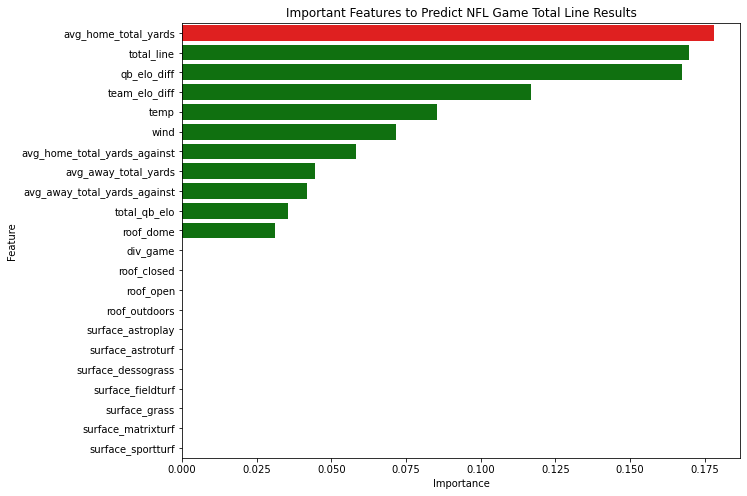 Important Features to Predict NFL Game Total Line Results
avg_home_total_yards
total_line
qb_elo_diff
team_elo_diff
temp
wind
avg_home_total_yards_against
avg_away_total_yards
avg_away_total_yards_against
total_qb_elo
roof_dome
div_game
roof_closed
roof_open
roof_outdoors
surface_astroplay
surface_astroturf
surface_dessograss
surface_fieldturf
surface_grass
surface_matrixturf
surface_sportturf
Feature
0.000 0.025 0.050 0.075 0.100 0.125 0.150 0.175
Importance